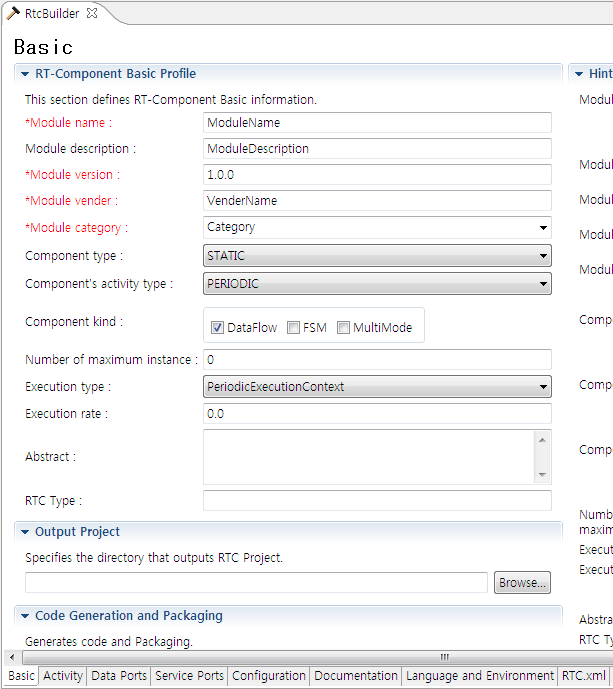 RtcBuilder
Basic
RT-Component Basic Profile
This section defines RT-Component Basic information.
*Module name : ModuleName
Module description : ModuleDescription
*Module version : 1.0.0
*Module vender : VenderName
*Module category : Category
Component type : STATIC
Component's activity type : PERIODIC
Component kind : DataFlow FSM MultiMode
Number of maximum instance : 0
Execution type : PeriodicExecutionContext
Execution rate : 0.0
Abstract :
RTC Type :
Output Project
Specifies the directory that outputs RTC Project.
Browse...
Code Generation and Packaging
Generates code and Packaging.
Hint
Modul
Modul
Modul
Modul
Modul
Compo
Compo
Compo
Numbe
maxim
Execut
Execut
Abstra
RTC Ty
Basic Activity Data Ports Service Ports Configuration Documentation Language and Environment RTC.xml